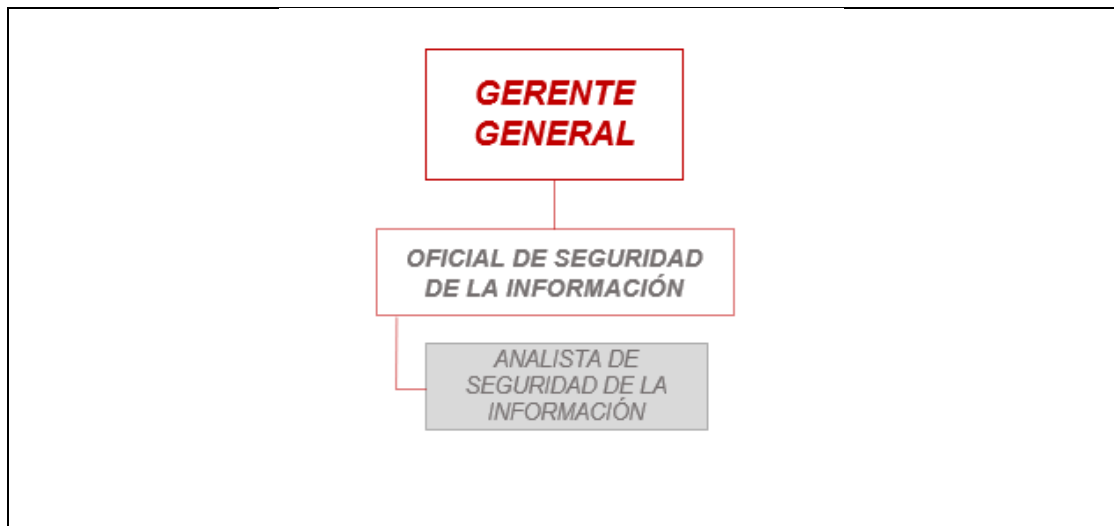 GERENTE
GENERAL
OFICIAL DE SEGURIDAD
DE LA INFORMACIÓN
ANALISTA DE
SEGURIDAD DE LA
INFORMACIÓN